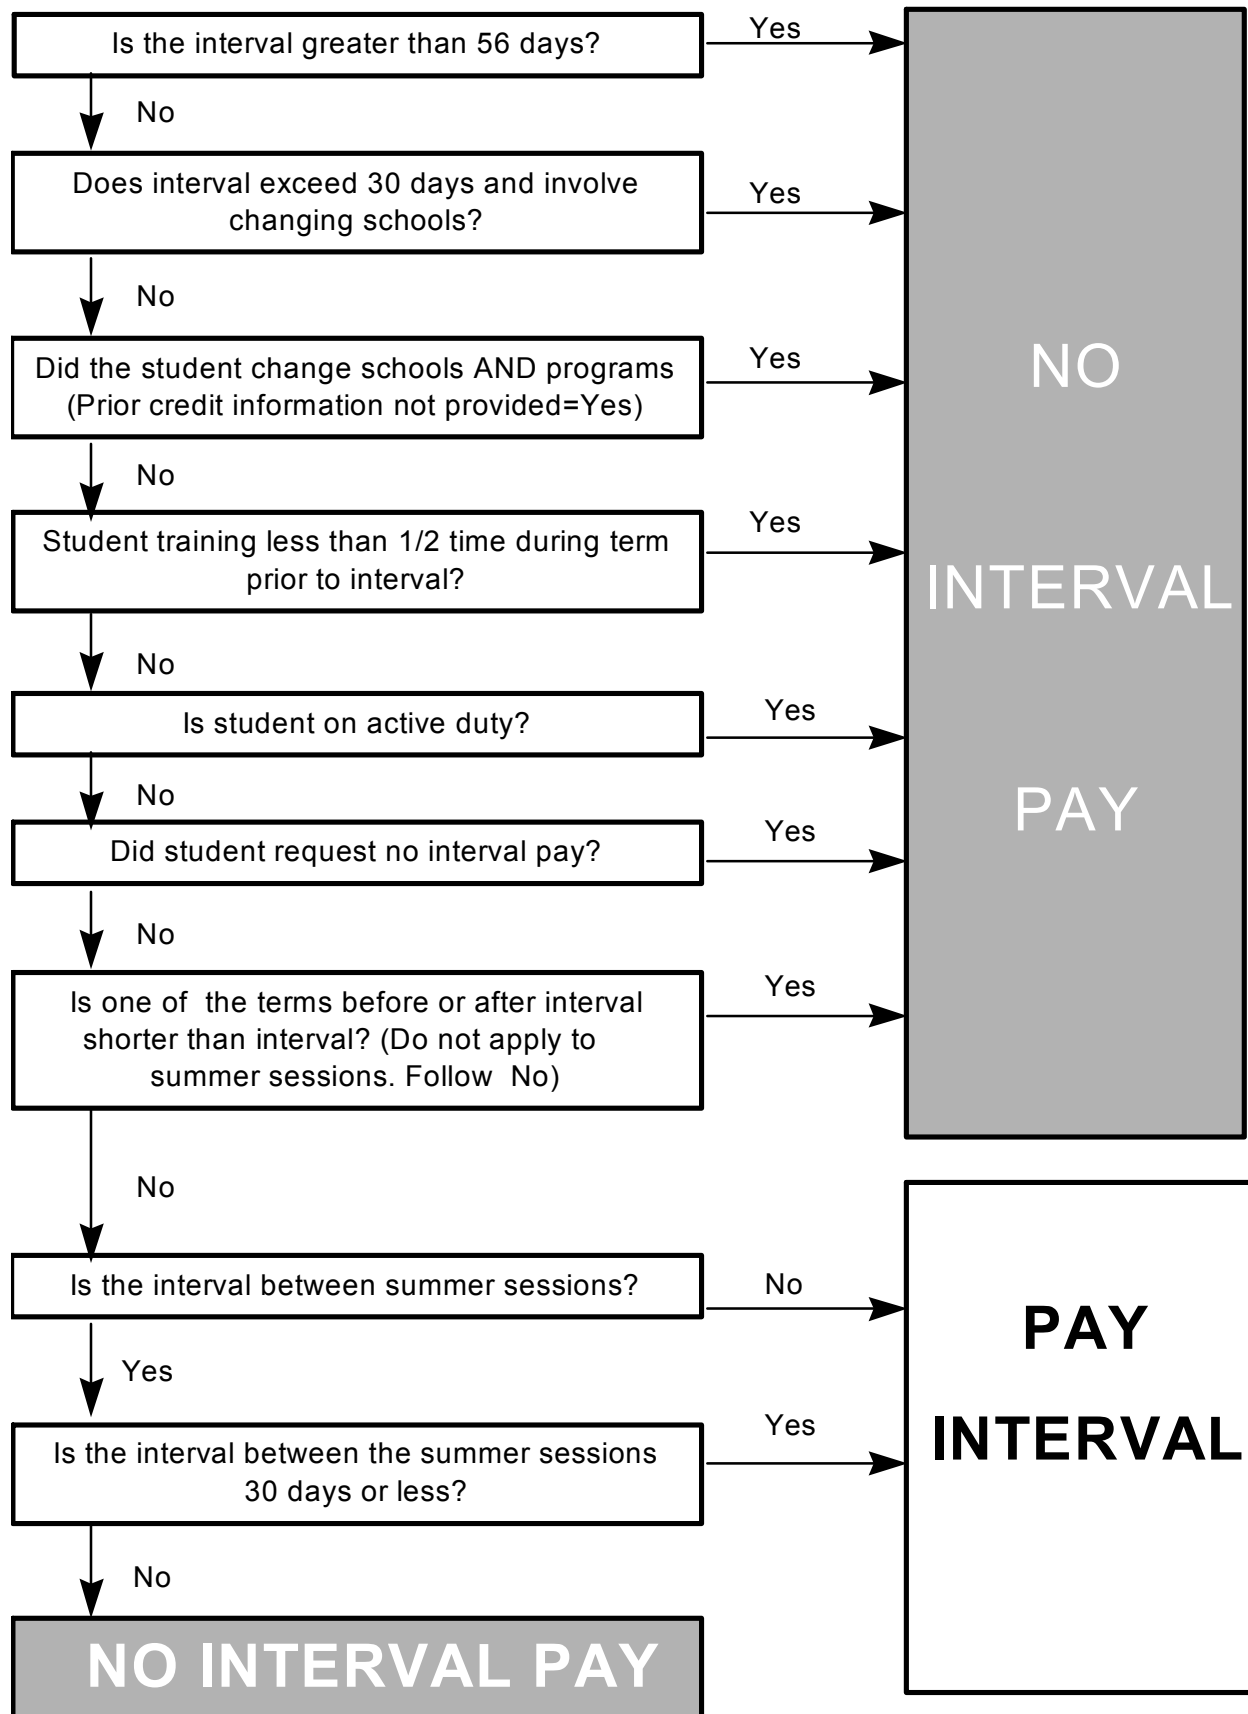 Is the interval greater than 56 days?
Yes
No
Does interval exceed 30 days and involve
changing schools?
Yes
No
Did the student change schools AND programs
(Prior credit information not provided=Yes)
Yes
No
Student training less than 1/2 time during term
prior to interval?
Yes
No
Is student on active duty?
Yes
No
Did student request no interval pay?
Yes
No
Is one of the terms before or after interval
shorter than interval? (Do not apply to
summer sessions. Follow No)
Yes
No
NO
INTERVAL
PAY
Is the interval between summer sessions?
No
Yes
Is the interval between the summer sessions
30 days or less?
Yes
No
PAY
INTERVAL
NO INTERVAL PAY